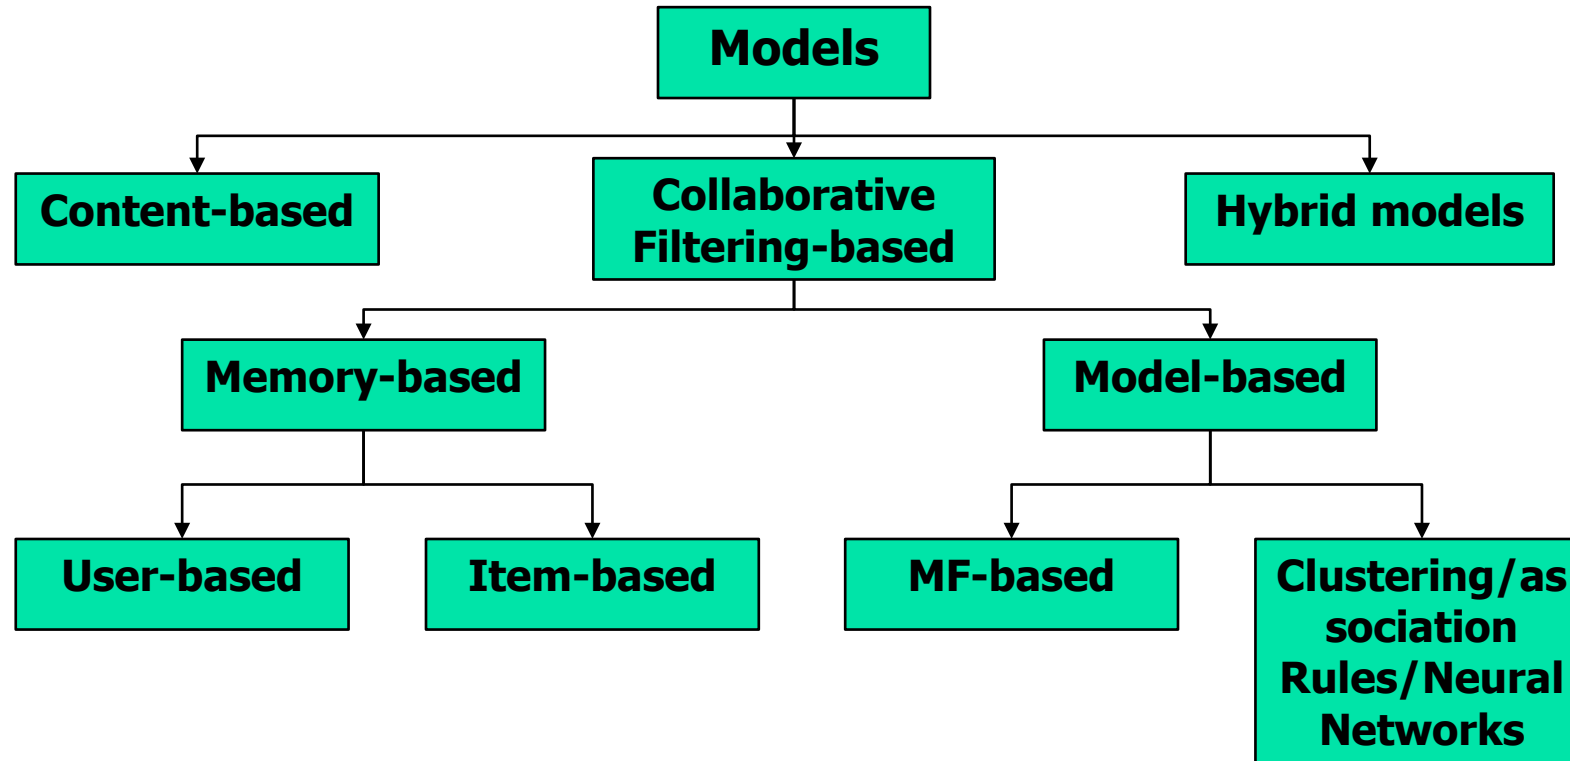 Models
Content-based
Collaborative
Filtering-based
Hybrid models
Memory-based
Model-based
User-based
Item-based
MF-based
Clustering/as
sociation
Rules/Neural
Networks